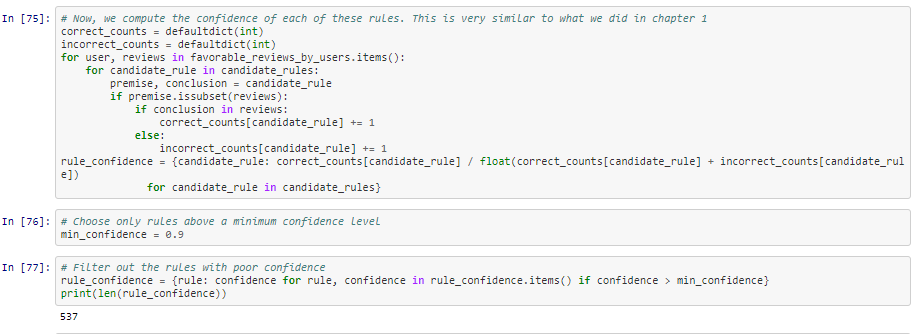 In [75]: # Now, we compute the confidence of each of these rules. This is very similar to what we did in chapter 1
correct_counts = defaultdict(int)
incorrect_counts = defaultdict(int)
for user, reviews in favorable_reviews_by_users.items():
    for candidate_rule in candidate_rules:
        premise, conclusion = candidate_rule
        if premise.issubset(reviews):
            if conclusion in reviews:
                correct_counts[candidate_rule] += 1
            else:
                incorrect_counts[candidate_rule] += 1
rule_confidence = {candidate_rule: correct_counts[candidate_rule] / float(correct_counts[candidate_rule] + incorrect_counts[candidate_rul
e])
              for candidate_rule in candidate_rules}
In [76]: # Choose only rules above a minimum confidence level
min_confidence = 0.9
In [77]: # Filter out the rules with poor confidence
rule_confidence = {rule: confidence for rule, confidence in rule_confidence.items() if confidence > min_confidence}
print(len(rule_confidence))
537